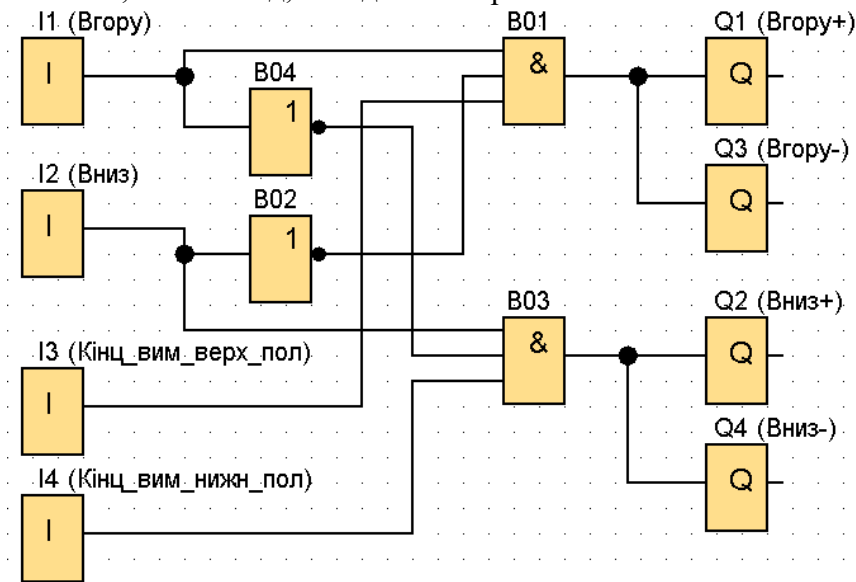 I1 (Вгору)
I
B04
1
B01
&
Q1 (Вгору+)
Q
Q3 (Вгору-)
Q
I2 (Вниз)
I
B02
1
B03
&
Q2 (Вниз+)
Q
I3 (Кінц_вим_верх_пол)
I
Q4 (Вниз-)
Q
I4 (Кінц_вим_нижн_пол)
I